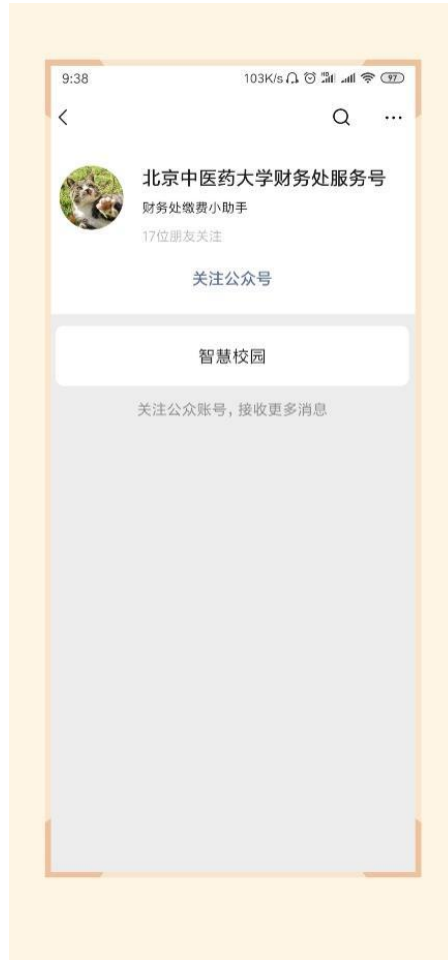 9:38 103K/s 97
北京中医药大学财务处服务号
财务处缴费小助手
17位朋友关注
关注公众号
智慧校园
关注公众账号，接收更多消息